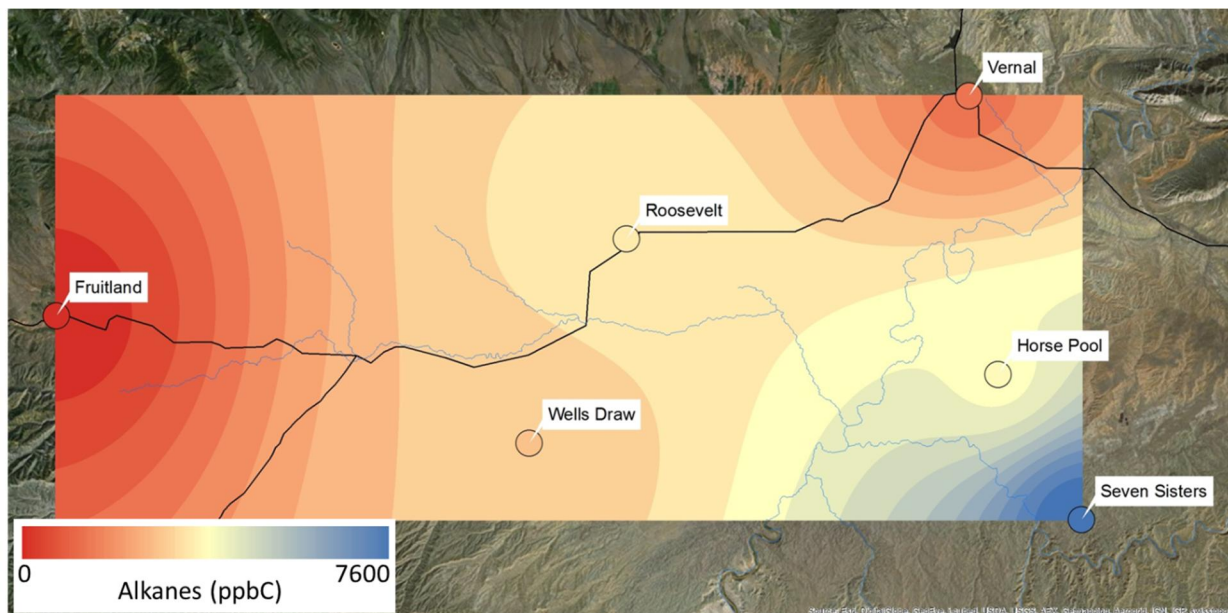 Vernal
Roosevelt
Fruitland
Horse Pool
Wells Draw
Seven Sisters
0 7600
Alkanes (ppbC)